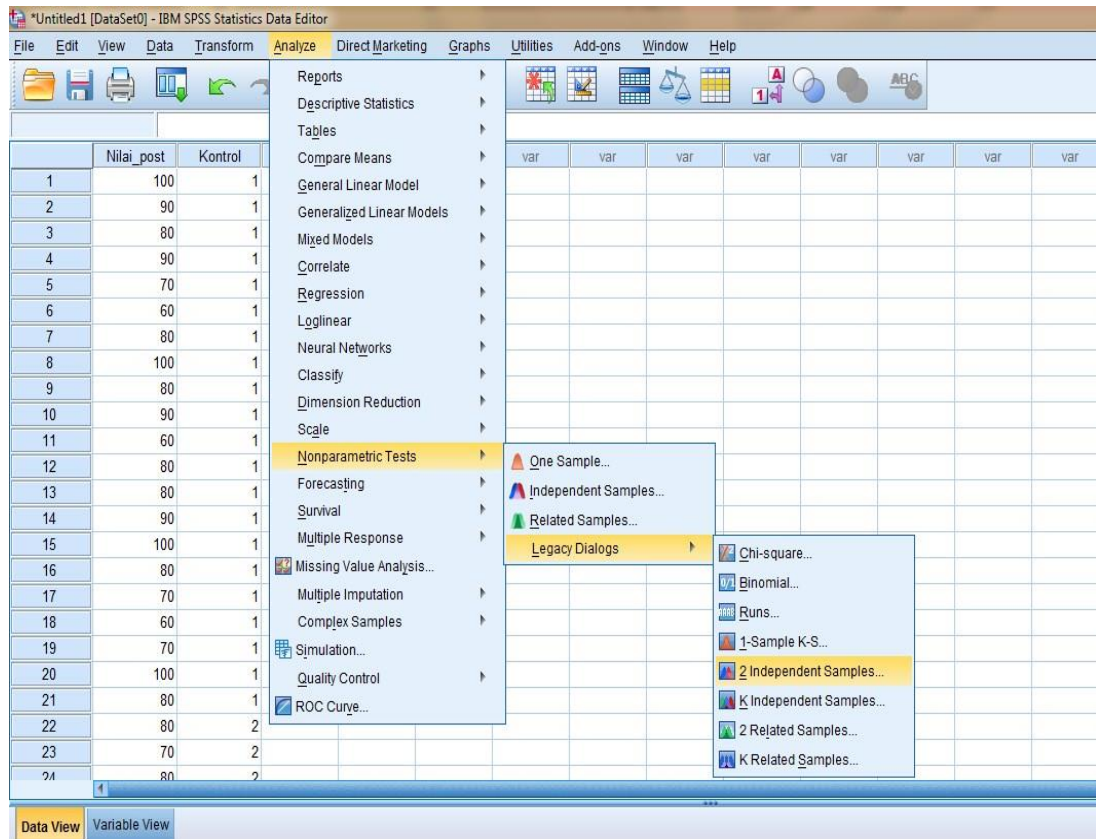 *Untitled1 [DataSet0] - IBM SPSS Statistics Data Editor
File Edit View Data Transform Analyze Direct Marketing Graphs Utilities Add-ons Window Help
A
1
ABC
Reports
Descriptive Statistics
Tables
Compare Means
General Linear Model
Generalized Linear Models
Mixed Models
Correlate
Regression
Loglinear
Neural Networks
Classify
Dimension Reduction
Scale
Nonparametric Tests
Forecasting
Survival
Multiple Response
Missing Value Analysis...
Multiple Imputation
Complex Samples
Simulation...
Quality Control
ROC Curve...
One Sample...
Independent Samples...
Related Samples...
Legacy Dialogs
Chi-square...
Binomial...
Runs...
1-Sample K-S...
2 Independent Samples...
K Independent Samples...
2 Related Samples...
K Related Samples...
Nilai_post Kontrol var var var var var var var var
1 100 1
2 90 1
3 80 1
4 90 1
5 70 1
6 60 1
7 80 1
8 100 1
9 80 1
10 90 1
11 60 1
12 80 1
13 80 1
14 90 1
15 100 1
16 80 1
17 70 1
18 60 1
19 70 1
20 100 1
21 80 1
22 80 2
23 70 2
24 80 2
Data View Variable View